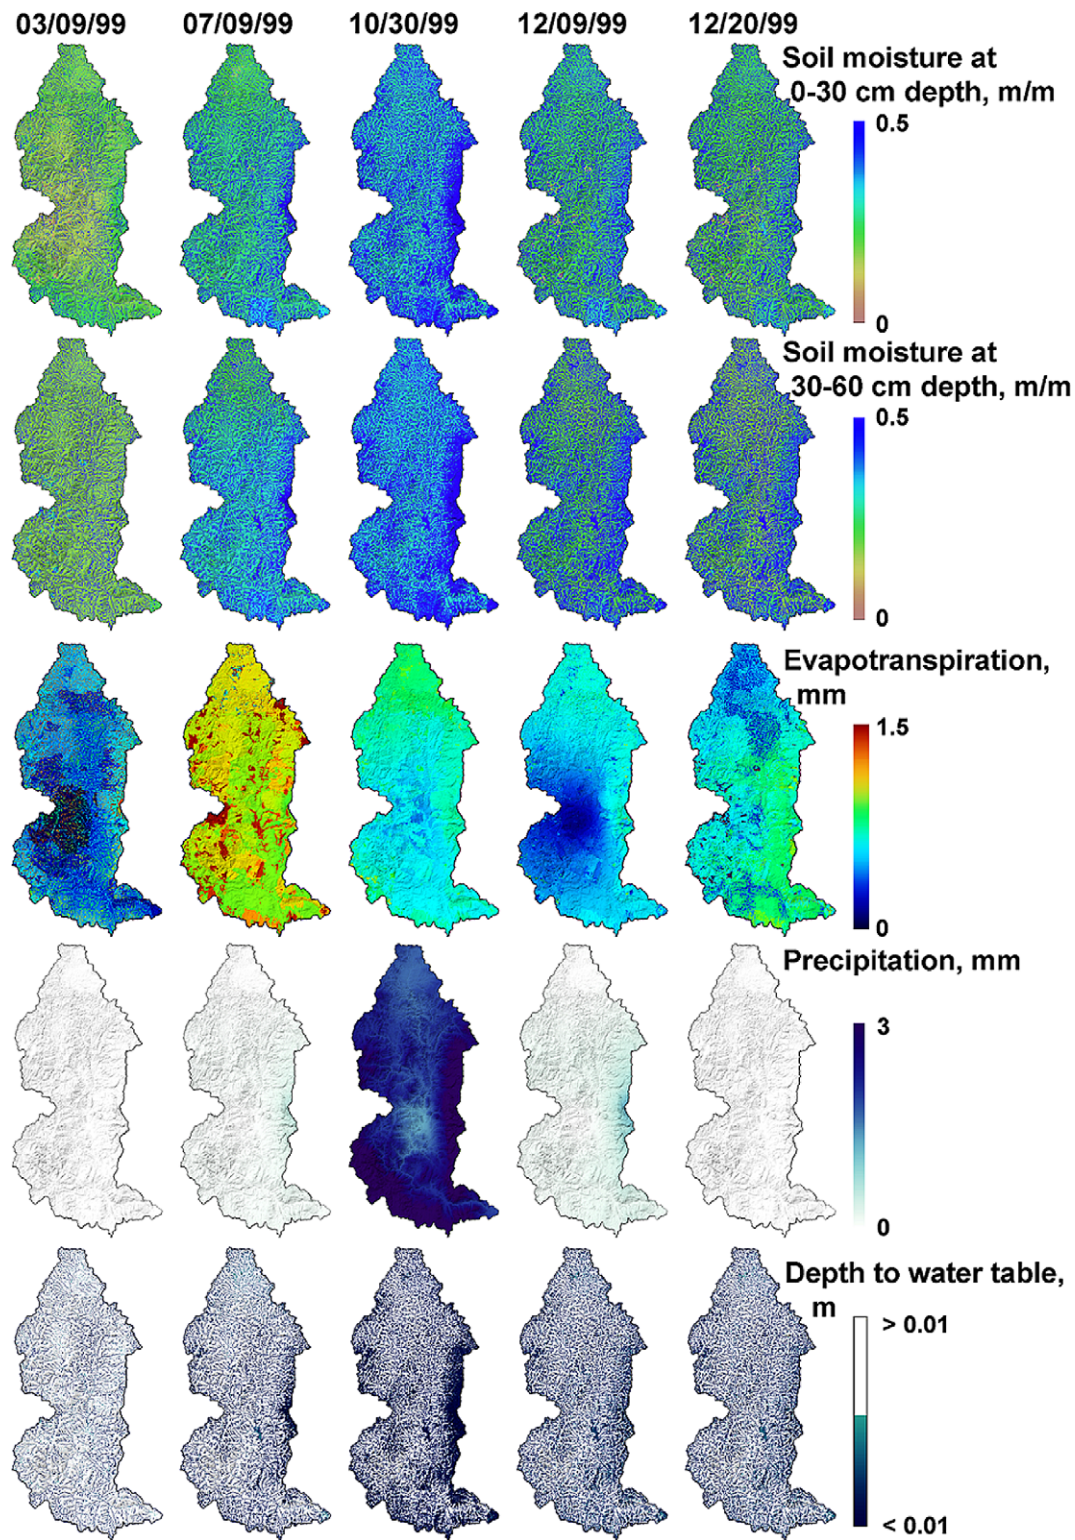 03/09/99 07/09/99 10/30/99 12/09/99 12/20/99
Soil moisture at
0-30 cm depth, m/m
0.5
0
Soil moisture at
30-60 cm depth, m/m
0.5
0
Evapotranspiration,
mm
1.5
0
Precipitation, mm
3
0
Depth to water table,
m
> 0.01
< 0.01